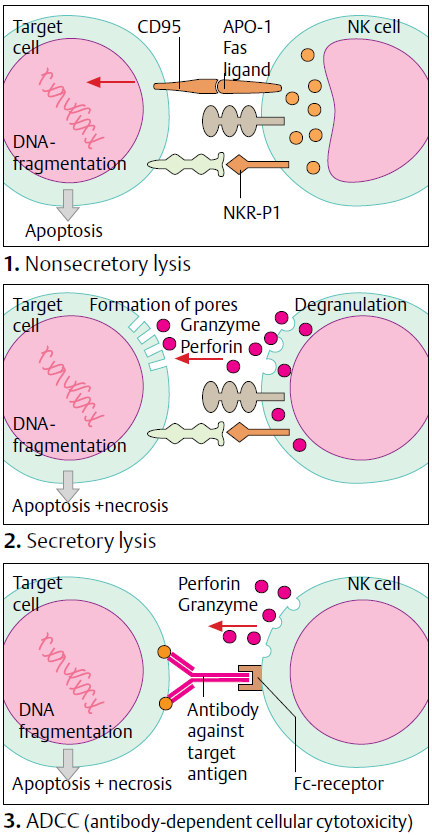 Target
cell
CD95
APO-1
Fas
ligand
NK cell
DNA-
fragmentation
NKR-P1
Apoptosis
1. Nonsecretory lysis
Target
cell
Formation of pores
Granzyme
Perforin
Degranulation
DNA-
fragmentation
Apoptosis +necrosis
2. Secretory lysis
Target
cell
Perforin
Granzyme
NK cell
DNA
fragmentation
Antibody
against
target
antigen
Apoptosis + necrosis
Fc-receptor
3. ADCC (antibody-dependent cellular cytotoxicity)